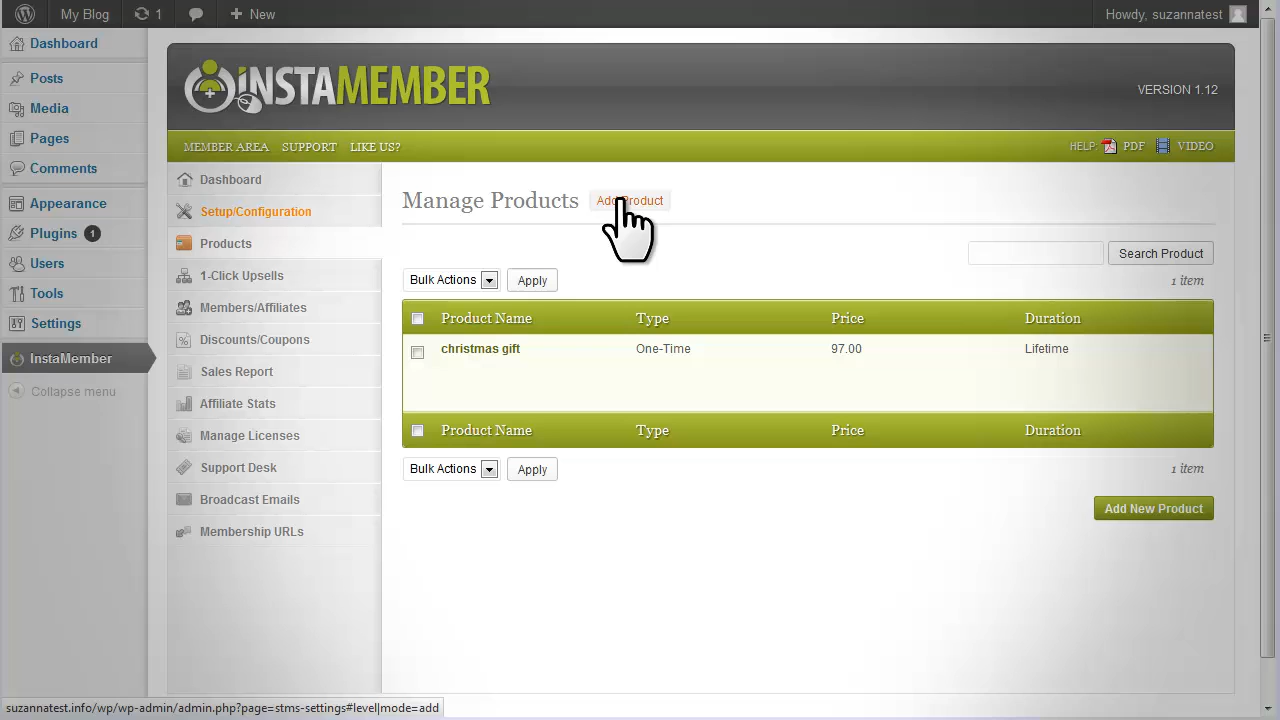 My Blog 1 New Howdy, suzannatest
Dashboard
Posts
Media
Pages
Comments
Appearance
Plugins 1
Users
Tools
Settings
InstaMember
Collapse menu
INSTAMEMBER
VERSION 1.12
MEMBER AREA SUPPORT LIKE US? HELP: PDF VIDEO
Dashboard
Setup/Configuration
Products
1-Click Upsells
Members/Affiliates
Discounts/Coupons
Sales Report
Affiliate Stats
Manage Licenses
Support Desk
Broadcast Emails
Membership URLs
Manage Products Add Product
Search Product
Bulk Actions Apply 1 item
Product Name Type Price Duration
christmas gift One-Time 97.00 Lifetime
Product Name Type Price Duration
Bulk Actions Apply 1 item
Add New Product
suzannatest.info/wp/wp-admin/admin.php?page=stms-settings#level|mode=add